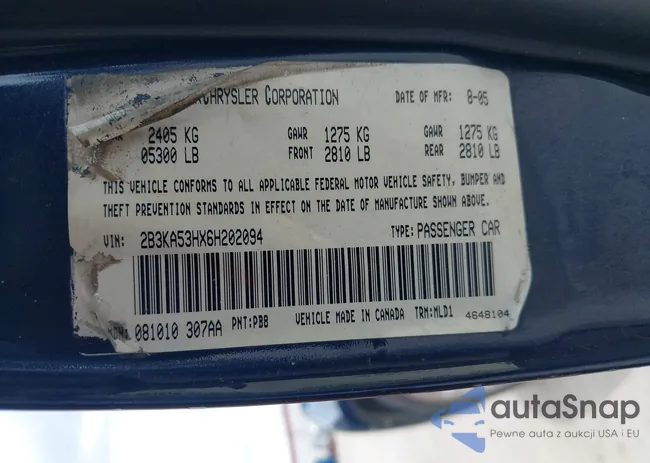 CHRYSLER CORPORATION DATE OF MFR: 8-05
2405 KG GAWR 1275 KG GAWR 1275 KG
05300 LB FRONT 2810 LB REAR 2810 LB
THIS VEHICLE CONFORMS TO ALL APPLICABLE FEDERAL MOTOR VEHICLE SAFETY, BUMPER AND
THEFT PREVENTION STANDARDS IN EFFECT ON THE DATE OF MANUFACTURE SHOWN ABOVE.
VIN: 2B3KA53HX6H202094 TYPE: PASSENGER CAR
MDH: 081010 307AA PNT: PB8 VEHICLE MADE IN CANADA TRM: MLD1 4648104
autaSnap
Pewne auta z aukcji USA i EU